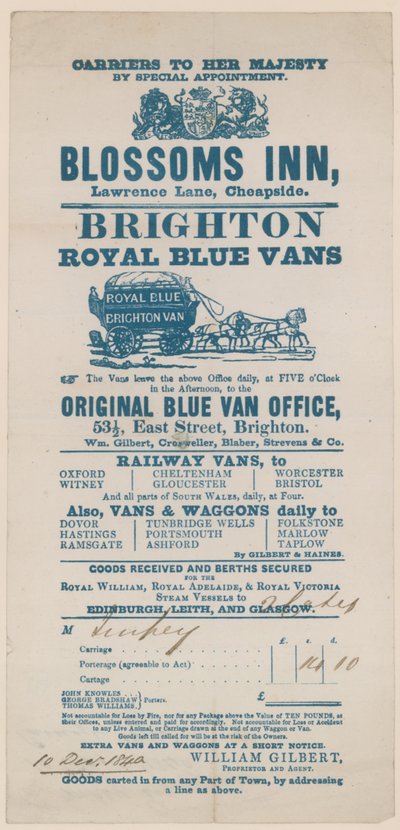 CARRIERS TO HER MAJESTY
BY SPECIAL APPOINTMENT.
BLOSSOMS INN,
Lawrence Lane, Cheapside.
BRIGHTON
ROYAL BLUE VANS
ROYAL BLUE
BRIGHTON VAN
☞ The Vans leave the above Office daily, at FIVE o'Clock
in the Afternoon, to the
ORIGINAL BLUE VAN OFFICE,
53½, East Street, Brighton.
Wm. Gilbert, Crosweller, Blaber, Strevens & Co.
RAILWAY VANS, to
OXFORD CHELTENHAM WORCESTER
WITNEY GLOUCESTER BRISTOL
And all parts of SOUTH WALES, daily, at Four.
Also, VANS & WAGGONS daily to
DOVOR TUNBRIDGE WELLS FOLKSTONE
HASTINGS PORTSMOUTH MARLOW
RAMSGATE ASHFORD TAPLOW
By GILBERT & HAINES.
GOODS RECEIVED AND BERTHS SECURED
FOR THE
ROYAL WILLIAM, ROYAL ADELAIDE, & ROYAL VICTORIA
STEAM VESSELS to
EDINBURGH, LEITH, AND GLASGOW.
M
£. s. d.
Carriage
Porterage (agreeable to Act) 14 10
Cartage
JOHN KNOWLES
GEORGE BRADSHAW } Porters.
THOMAS WILLIAMS.
£
Not accountable for Loss by Fire, nor for any Package above the Value of TEN POUNDS, at
their Offices, unless entered and paid for accordingly. Not accountable for Loss or Accident
to any Live Animal, or Carriage drawn at the end of any Waggon or Van.
Goods left till called for will be at the risk of the Owners.
EXTRA VANS AND WAGGONS AT A SHORT NOTICE.
10 Decr. 1840
WILLIAM GILBERT,
PROPRIETOR AND AGENT.
GOODS carted in from any Part of Town, by addressing
a line as above.